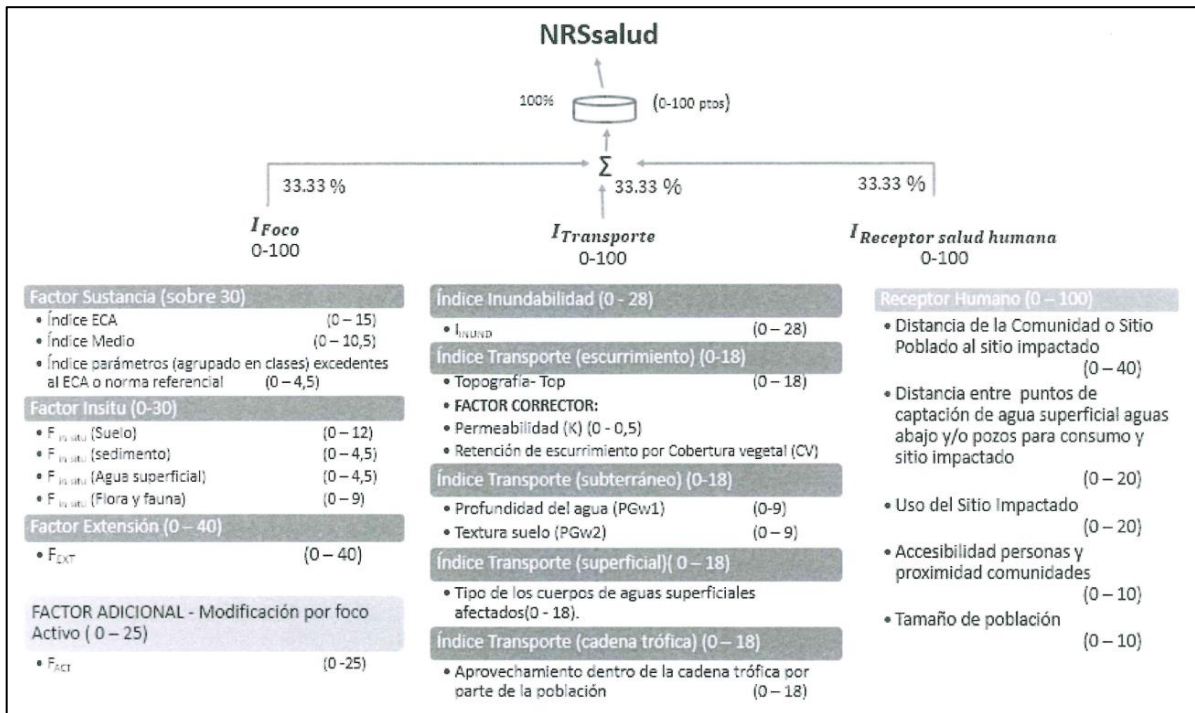 NRSsalud
100%
(0-100 ptos)
Σ
33.33 %
33.33 %
33.33 %
I Foco
0-100
I Transporte
0-100
I Receptor salud humana
0-100
Factor Sustancia (sobre 30)
• Índice ECA (0 – 15)
• Índice Medio (0 – 10,5)
• Índice parámetros (agrupado en clases) excedentes
al ECA o norma referencial (0 – 4,5)
Factor Insitu (0-30)
• F in situ (Suelo) (0 – 12)
• F in situ (sedimento) (0 – 4,5)
• F in situ (Agua superficial) (0 – 4,5)
• F in situ (Flora y fauna) (0 – 9)
Factor Extensión (0 – 40)
• FEXT (0 – 40)
FACTOR ADICIONAL - Modificación por foco
Activo ( 0 – 25)
• FACT (0 -25)
Índice Inundabilidad (0 - 28)
• IINUND (0 – 28)
Índice Transporte (escurrimiento) (0-18)
• Topografía- Top (0 – 18)
• FACTOR CORRECTOR:
• Permeabilidad (K) (0 - 0,5)
• Retención de escurrimiento por Cobertura vegetal (CV)
Índice Transporte (subterráneo) (0-18)
• Profundidad del agua (PGw1) (0-9)
• Textura suelo (PGw2) (0 – 9)
Índice Transporte (superficial)( 0 – 18)
• Tipo de los cuerpos de aguas superficiales
afectados(0 - 18).
Índice Transporte (cadena trófica) (0 – 18)
• Aprovechamiento dentro de la cadena trófica por
parte de la población (0 – 18)
Receptor Humano (0 – 100)
• Distancia de la Comunidad o Sitio
Poblado al sitio impactado
(0 – 40)
• Distancia entre puntos de
captación de agua superficial aguas
abajo y/o pozos para consumo y
sitio impactado
(0 – 20)
• Uso del Sitio Impactado
(0 – 20)
• Accesibilidad personas y
proximidad comunidades
(0 – 10)
• Tamaño de población
(0 – 10)